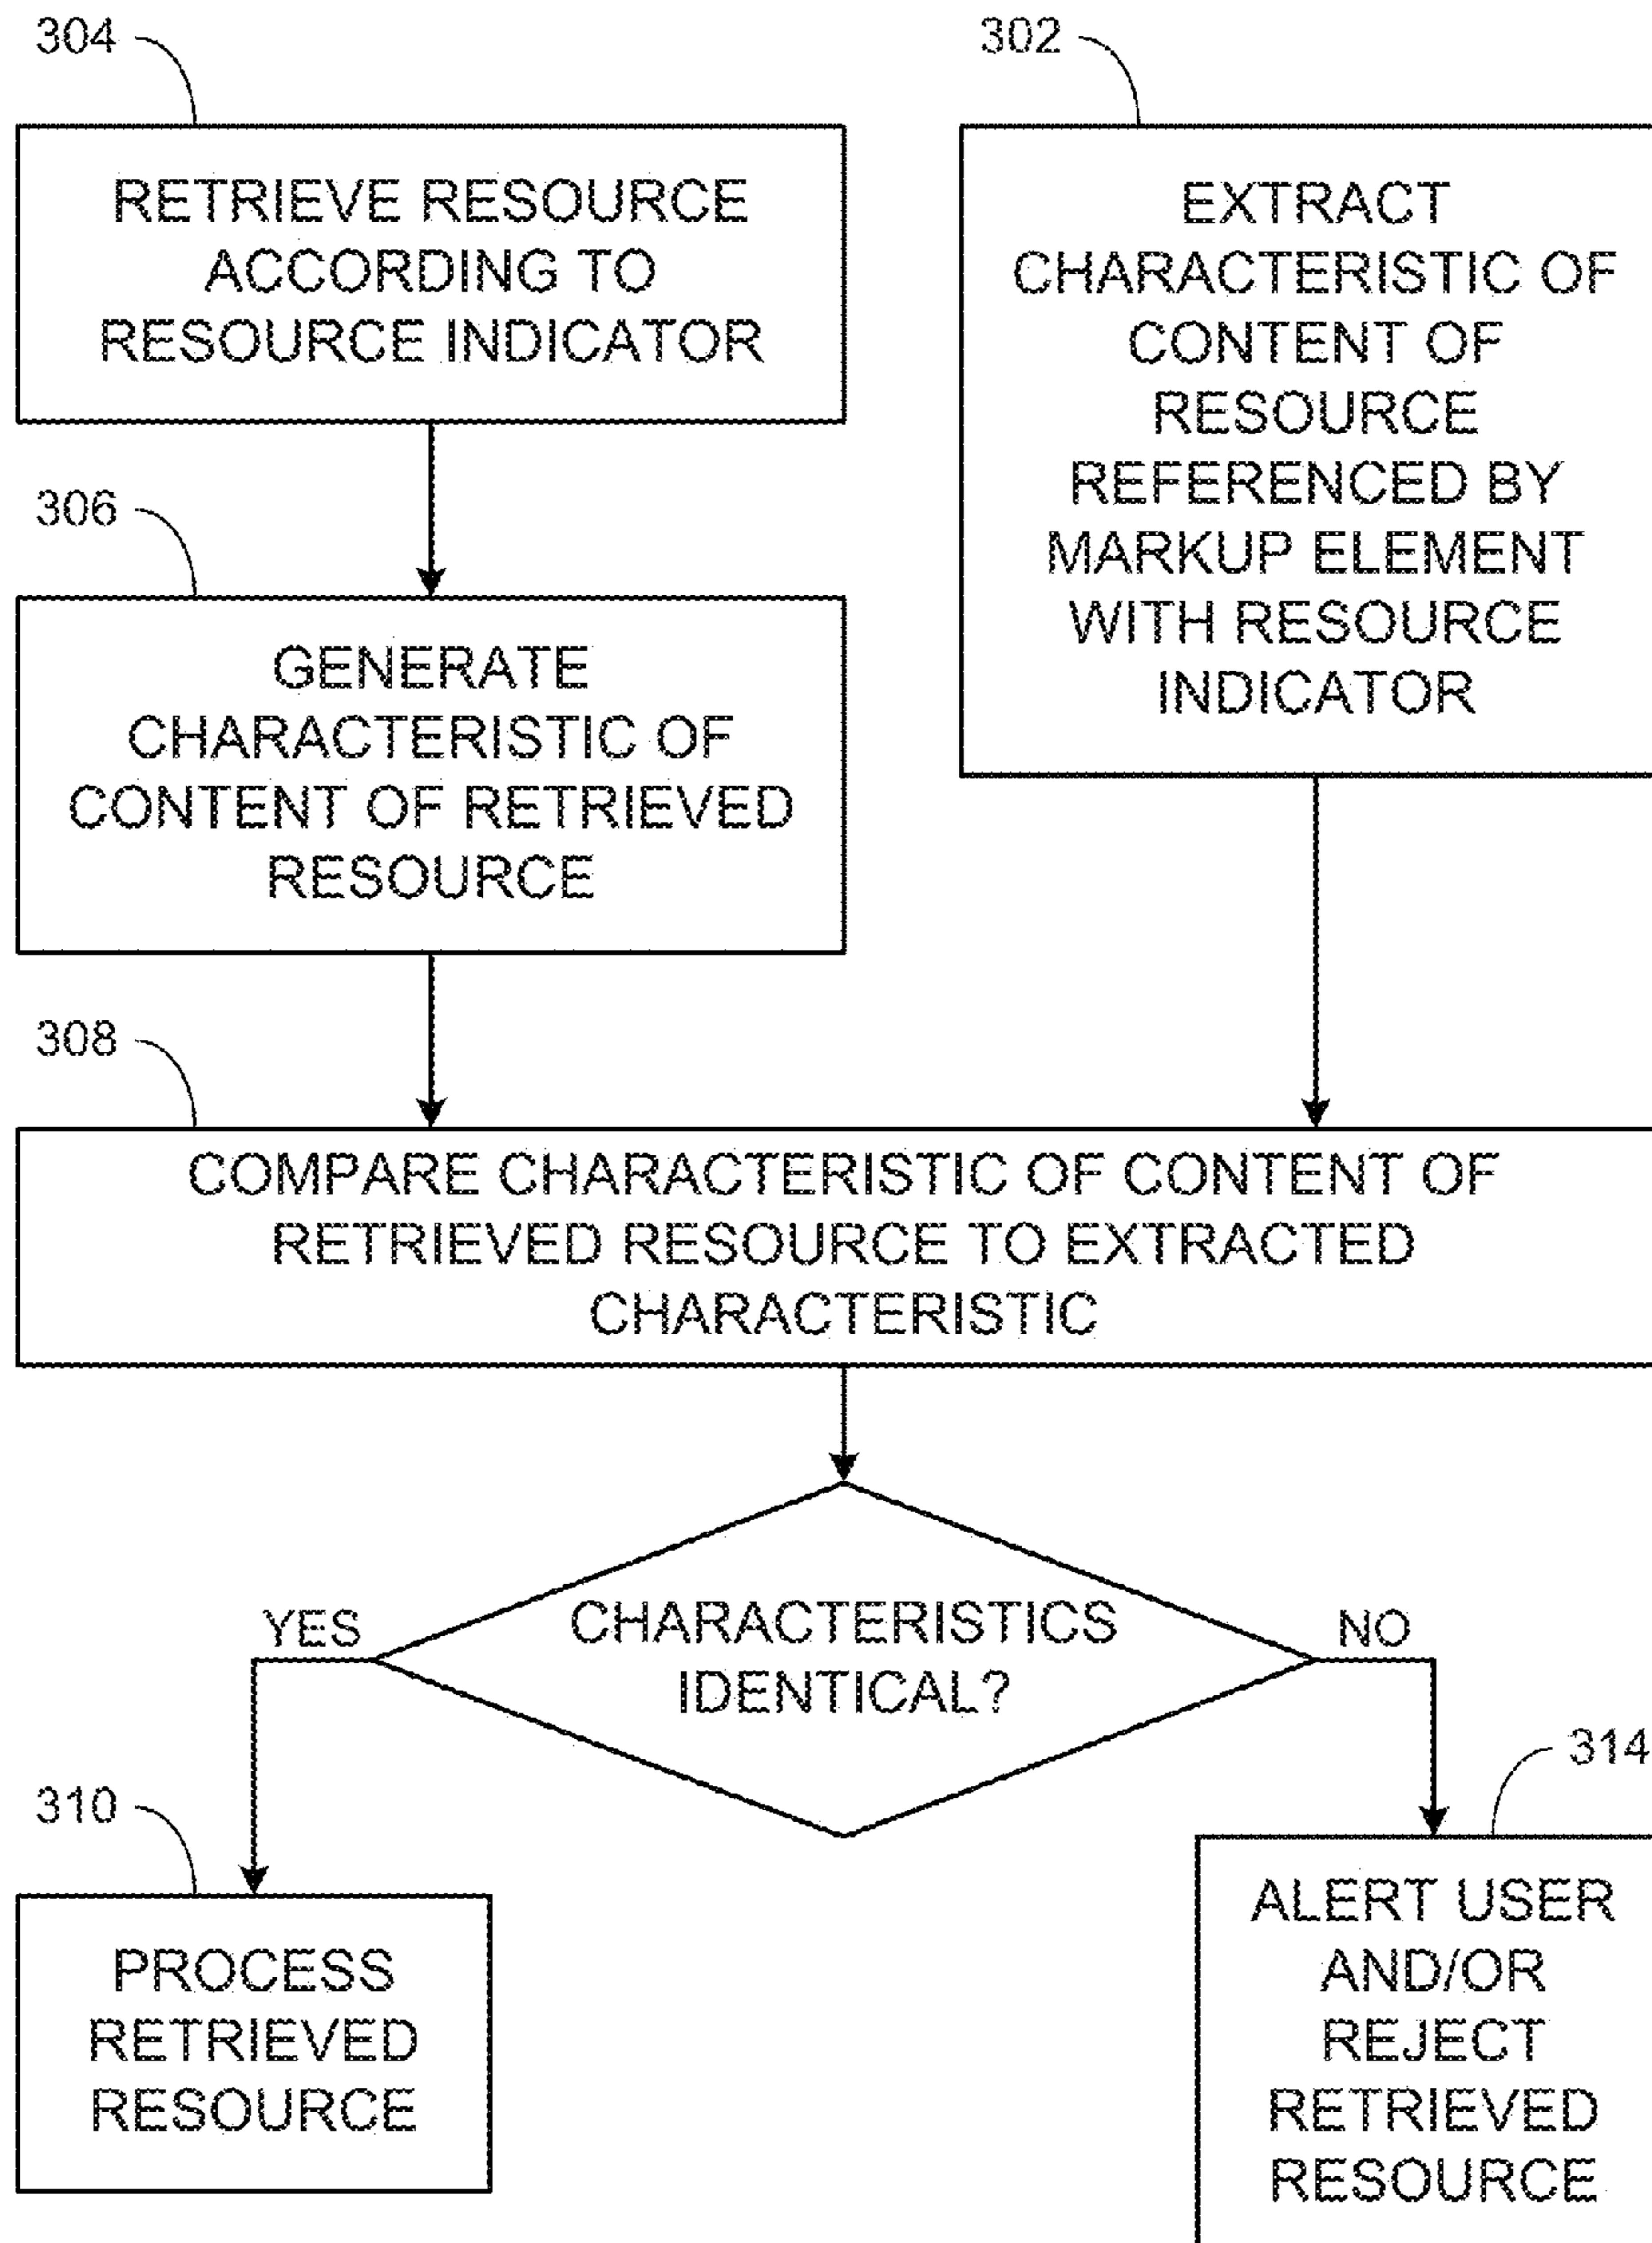 304
RETRIEVE RESOURCE
ACCORDING TO
RESOURCE INDICATOR
302
EXTRACT
CHARACTERISTIC OF
CONTENT OF
RESOURCE
REFERENCED BY
MARKUP ELEMENT
WITH RESOURCE
INDICATOR
306
GENERATE
CHARACTERISTIC OF
CONTENT OF RETRIEVED
RESOURCE
308
COMPARE CHARACTERISTIC OF CONTENT OF
RETRIEVED RESOURCE TO EXTRACTED
CHARACTERISTIC
CHARACTERISTICS
IDENTICAL?
YES
NO
310
PROCESS
RETRIEVED
RESOURCE
314
ALERT USER
AND/OR
REJECT
RETRIEVED
RESOURCE